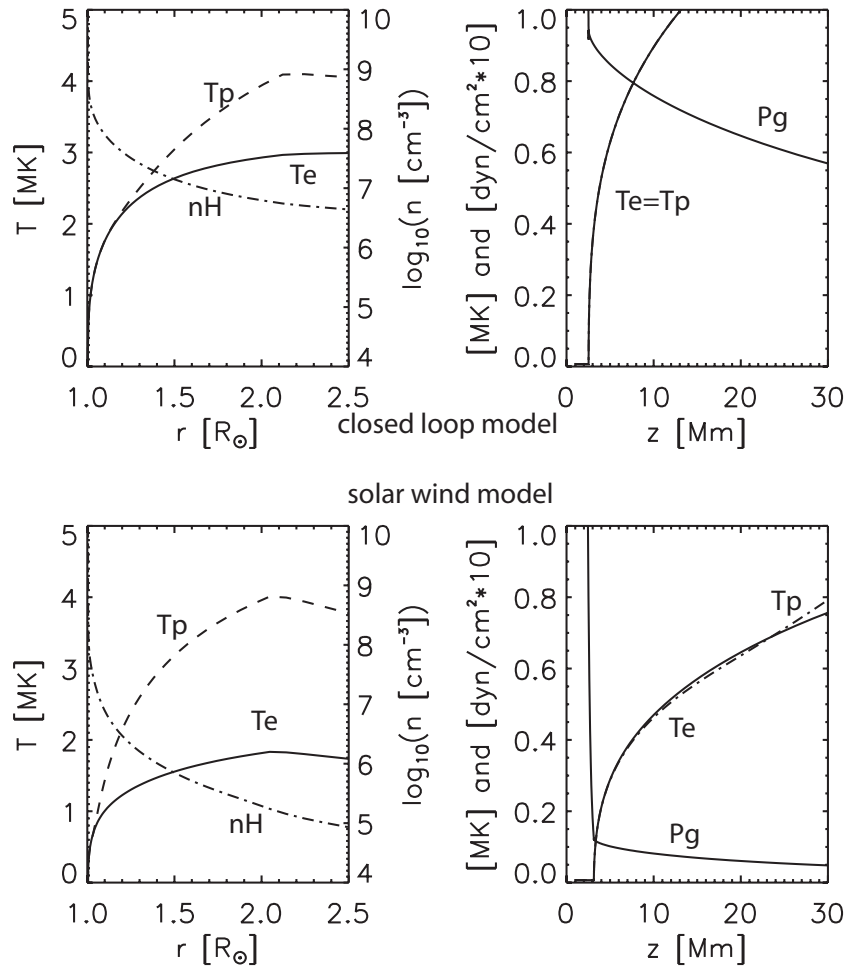 5
4
3
2
1
0
T [MK]
10
9
8
7
6
5
4
log₁₀(n [cm⁻³])
Tp
Te
nH
1.0 1.5 2.0 2.5
r [R☉]
1.0
0.8
0.6
0.4
0.2
0.0
[MK] and [dyn/cm²*10]
Pg
Te=Tp
0 10 20 30
z [Mm]
closed loop model
solar wind model
5
4
3
2
1
0
T [MK]
10
9
8
7
6
5
4
log₁₀(n [cm⁻³])
Tp
Te
nH
1.0 1.5 2.0 2.5
r [R☉]
1.0
0.8
0.6
0.4
0.2
0.0
[MK] and [dyn/cm²*10]
Tp
Te
Pg
0 10 20 30
z [Mm]